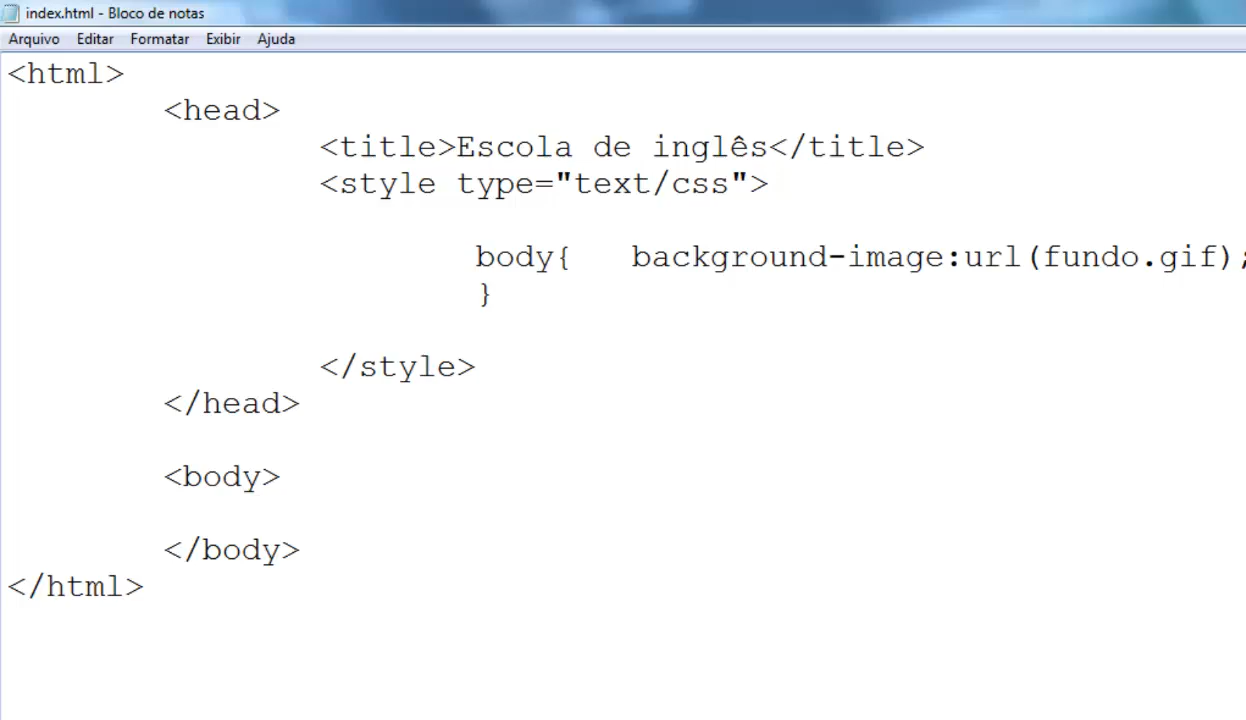 index.html - Bloco de notas
Arquivo Editar Formatar Exibir Ajuda
<html>
<head>
<title>Escola de inglês</title>
<style type="text/css">
body{ background-image:url(fundo.gif);
}
</style>
</head>
<body>
</body>
</html>